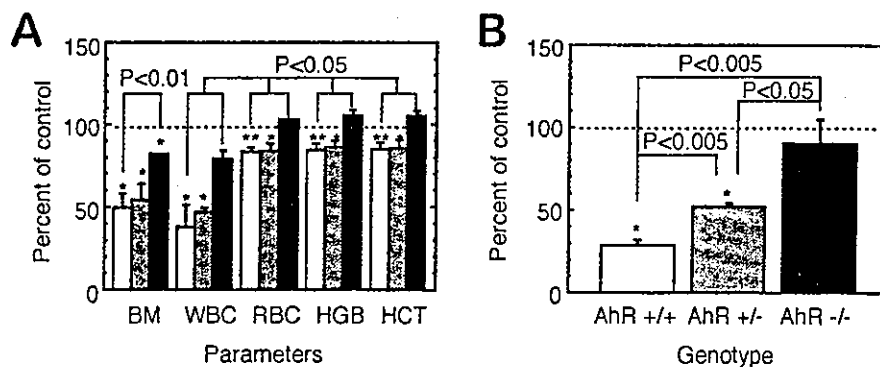 A
150
100
50
0
Percent of control
P<0.01
P<0.05
* * *
* *
** *
** *
** *
BM WBC RBC HGB HCT
Parameters
B
150
100
50
0
Percent of control
P<0.005
P<0.05
P<0.005
*
*
AhR +/+ AhR +/- AhR -/-
Genotype